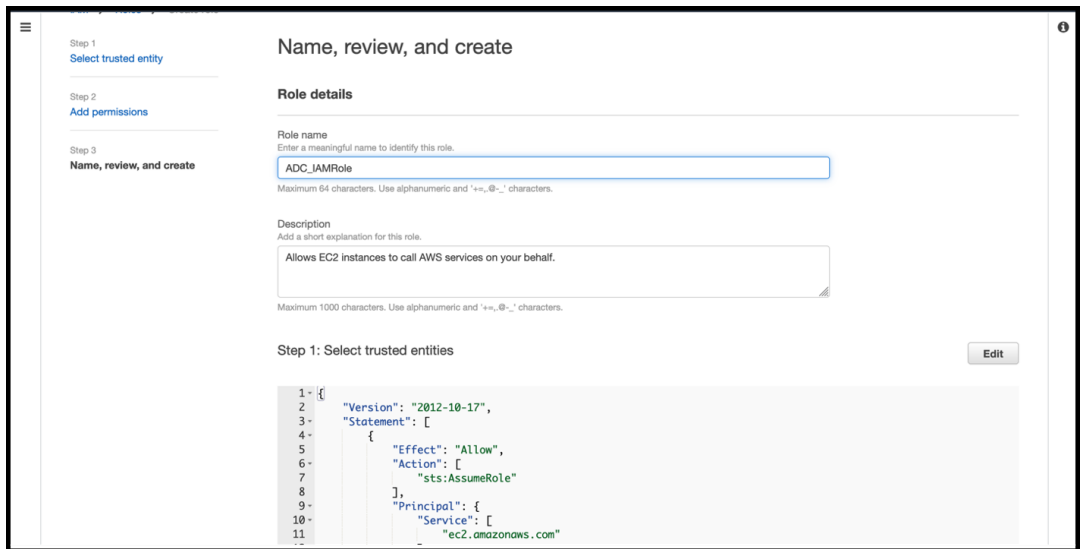 Step 1
Select trusted entity
Step 2
Add permissions
Step 3
Name, review, and create
Name, review, and create
Role details
Role name
Enter a meaningful name to identify this role.
ADC_IAMRole
Maximum 64 characters. Use alphanumeric and '+=,.@-_' characters.
Description
Add a short explanation for this role.
Allows EC2 instances to call AWS services on your behalf.
Maximum 1000 characters. Use alphanumeric and '+=,.@-_' characters.
Step 1: Select trusted entities
Edit
1 {
2 "Version": "2012-10-17",
3 "Statement": [
4 {
5 "Effect": "Allow",
6 "Action": [
7 "sts:AssumeRole"
8 ],
9 "Principal": {
10 "Service": [
11 "ec2.amazonaws.com"